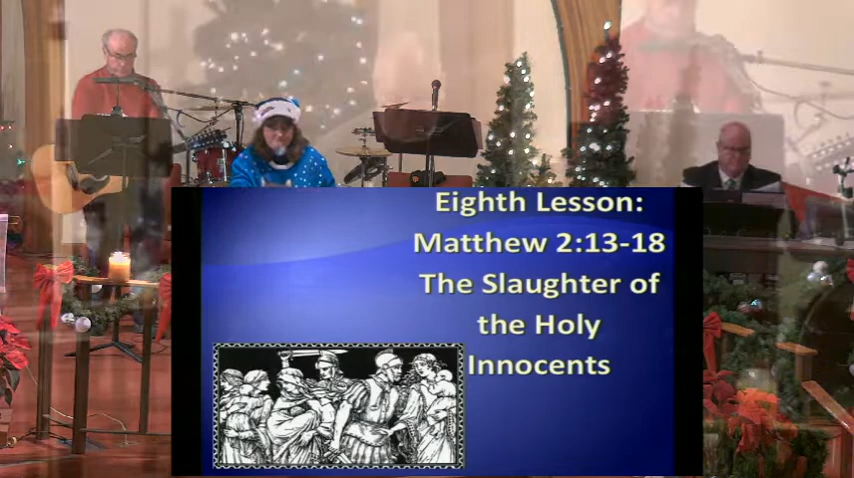 Eighth Lesson:
Matthew 2:13-18
The Slaughter of
the Holy
Innocents